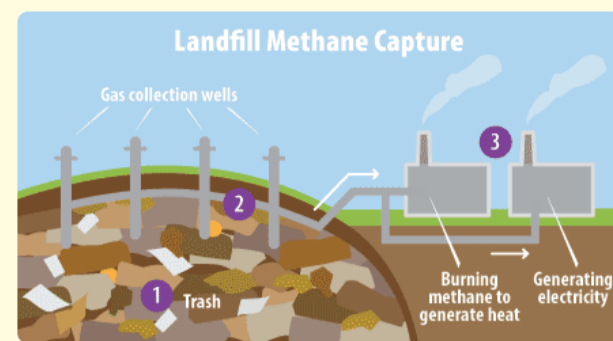 Landfill Methane Capture
Gas collection wells
3
2
1
Trash
Burning
methane to
generate heat
Generating
electricity